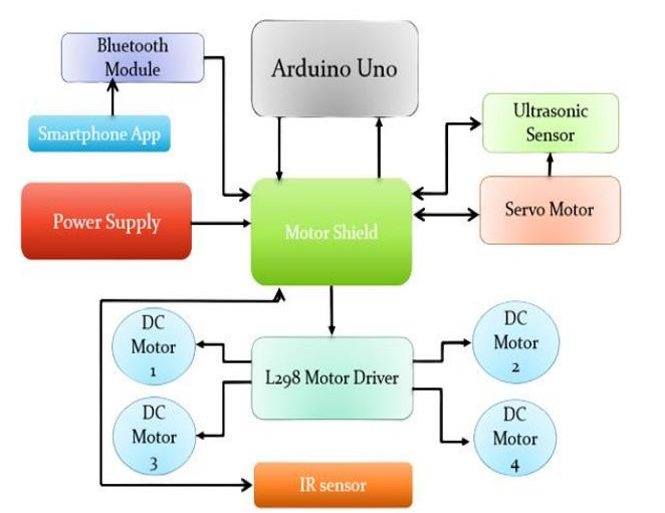 Bluetooth
Module
Arduino Uno
Smartphone App
Ultrasonic
Sensor
Power Supply
Motor Shield
Servo Motor
DC
Motor
1
DC
Motor
2
L298 Motor Driver
DC
Motor
3
DC
Motor
4
IR sensor